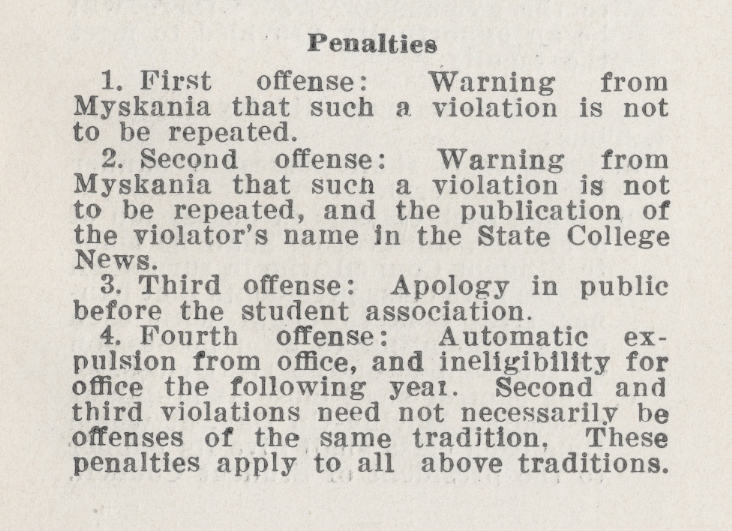 Penalties
1. First offense: Warning from
Myskania that such a violation is not
to be repeated.
2. Second offense: Warning from
Myskania that such a violation is not
to be repeated, and the publication of
the violator's name in the State College
News.
3. Third offense: Apology in public
before the student association.
4. Fourth offense: Automatic ex-
pulsion from office, and ineligibility for
office the following year. Second and
third violations need not necessarily be
offenses of the same tradition. These
penalties apply to all above traditions.